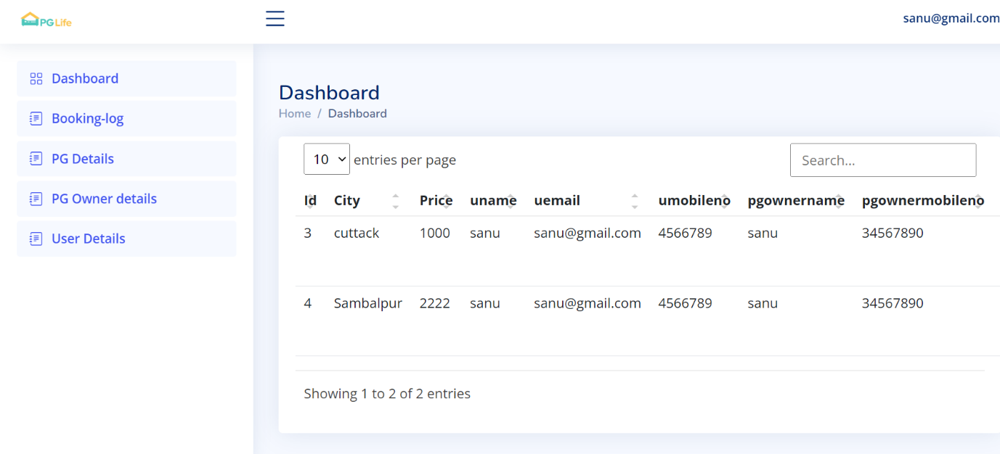 PG Life
sanu@gmail.com
Dashboard
Booking-log
PG Details
PG Owner details
User Details
Dashboard
Home / Dashboard
10 entries per page
Search...
Id City Price uname uemail umobileno pgownername pgownermobileno
3 cuttack 1000 sanu sanu@gmail.com 4566789 sanu 34567890
4 Sambalpur 2222 sanu sanu@gmail.com 4566789 sanu 34567890
Showing 1 to 2 of 2 entries